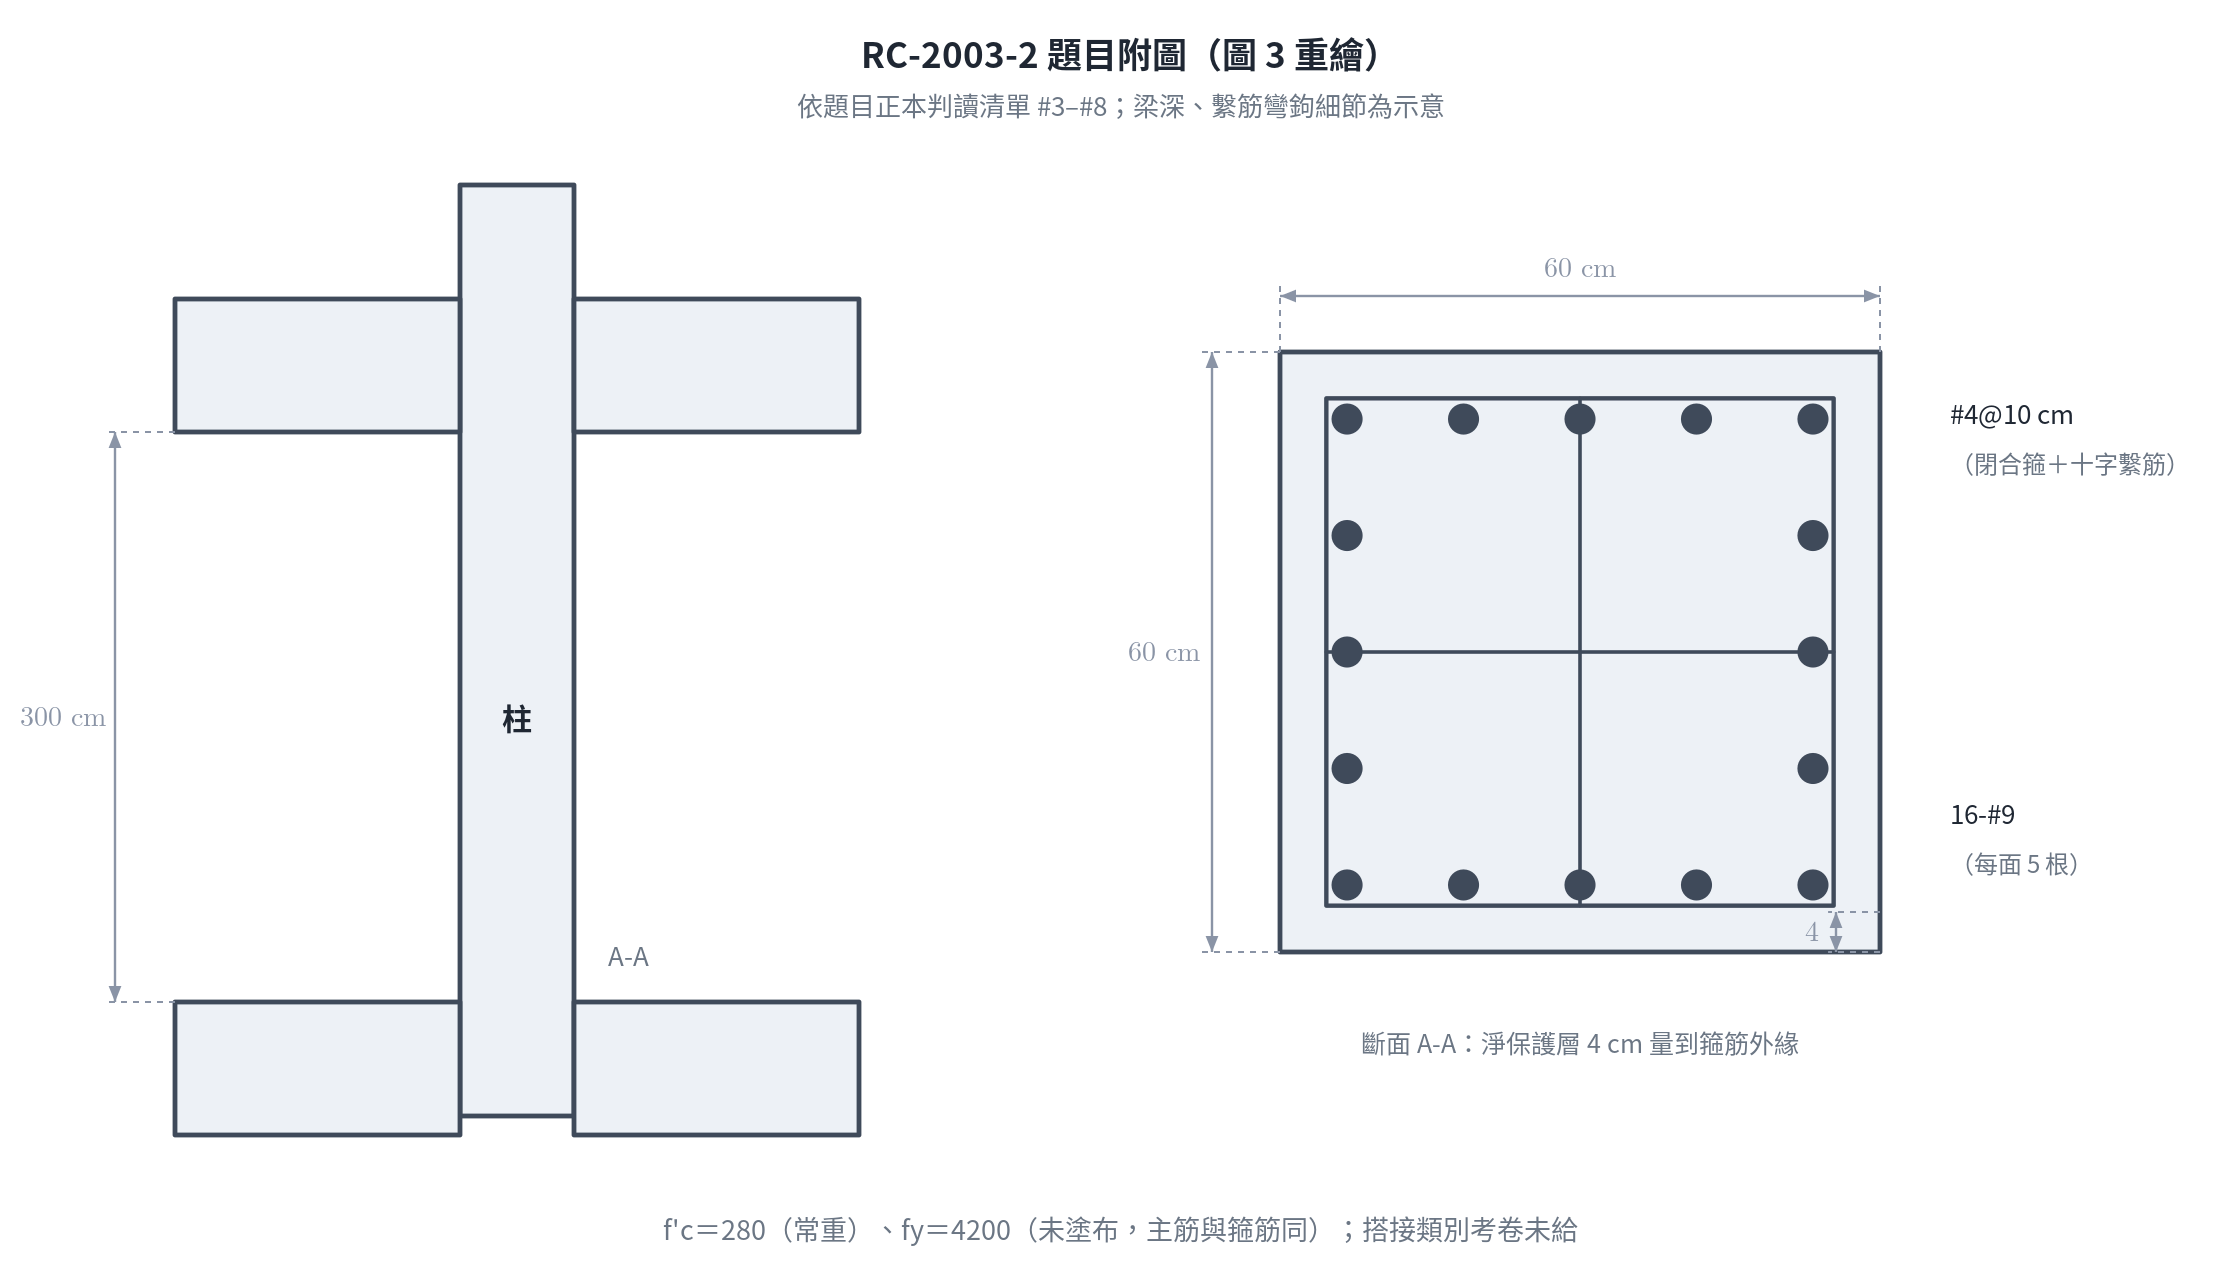 RC-2003-2 題目附圖（圖 3 重繪）
依題目正本判讀清單 #3–#8；梁深、繫筋彎鉤細節為示意
60 cm
#4@10 cm
（閉合箍＋十字繫筋）
60 cm
300 cm
柱
16-#9
（每面 5 根）
4
A-A
斷面 A-A：淨保護層 4 cm 量到箍筋外緣
f'c＝280（常重）、fy＝4200（未塗布，主筋與箍筋同）；搭接類別考卷未給